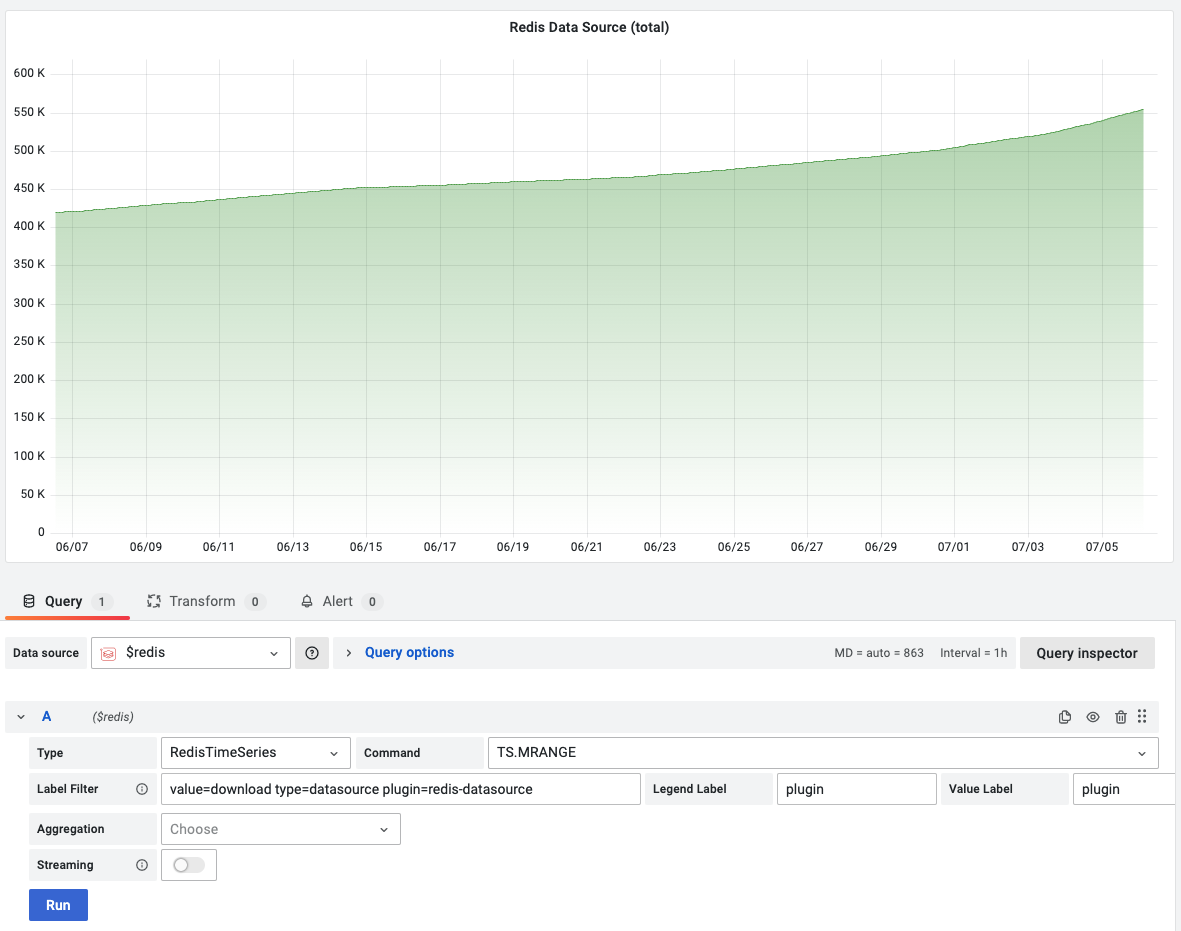 Redis Data Source (total)
600 K
550 K
500 K
450 K
400 K
350 K
300 K
250 K
200 K
150 K
100 K
50 K
0
06/07 06/09 06/11 06/13 06/15 06/17 06/19 06/21 06/23 06/25 06/27 06/29 07/01 07/03 07/05
Query 1 Transform 0 Alert 0
Data source $redis Query options MD = auto = 863 Interval = 1h Query inspector
A ($redis)
Type RedisTimeSeries Command TS.MRANGE
Label Filter value=download type=datasource plugin=redis-datasource Legend Label plugin Value Label plugin
Aggregation Choose
Streaming
Run